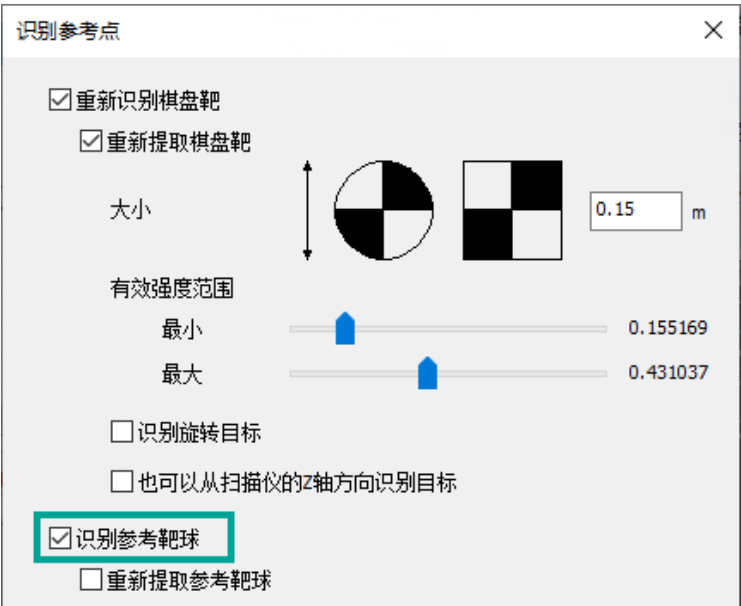 识别参考点
重新识别棋盘靶
重新提取棋盘靶
大小
0.15 m
有效强度范围
最小 0.155169
最大 0.431037
识别旋转目标
也可以从扫描仪的Z轴方向识别目标
识别参考靶球
重新提取参考靶球